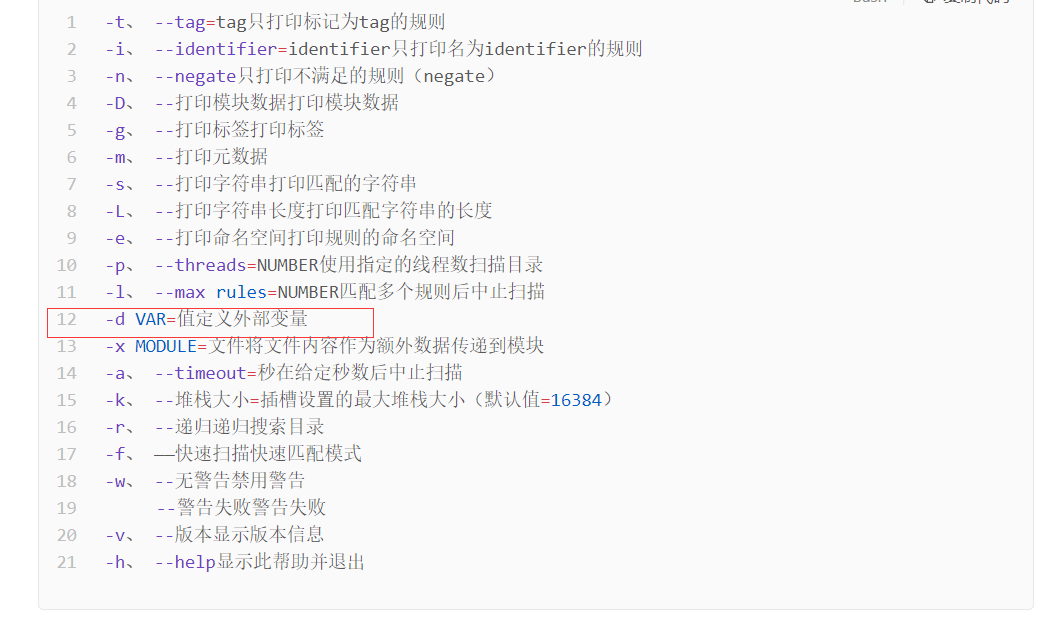 1 -t、 --tag=tag只打印标记为tag的规则
2 -i、 --identifier=identifier只打印名为identifier的规则
3 -n、 --negate只打印不满足的规则（negate）
4 -D、 --打印模块数据打印模块数据
5 -g、 --打印标签打印标签
6 -m、 --打印元数据
7 -s、 --打印字符串打印匹配的字符串
8 -L、 --打印字符串长度打印匹配字符串的长度
9 -e、 --打印命名空间打印规则的命名空间
10 -p、 --threads=NUMBER使用指定的线程数扫描目录
11 -l、 --max rules=NUMBER匹配多个规则后中止扫描
12 -d VAR=值定义外部变量
13 -x MODULE=文件将文件内容作为额外数据传递到模块
14 -a、 --timeout=秒在给定秒数后中止扫描
15 -k、 --堆栈大小=插槽设置的最大堆栈大小（默认值=16384）
16 -r、 --递归递归搜索目录
17 -f、 ——快速扫描快速匹配模式
18 -w、 --无警告禁用警告
19 --警告失败警告失败
20 -v、 --版本显示版本信息
21 -h、 --help显示此帮助并退出